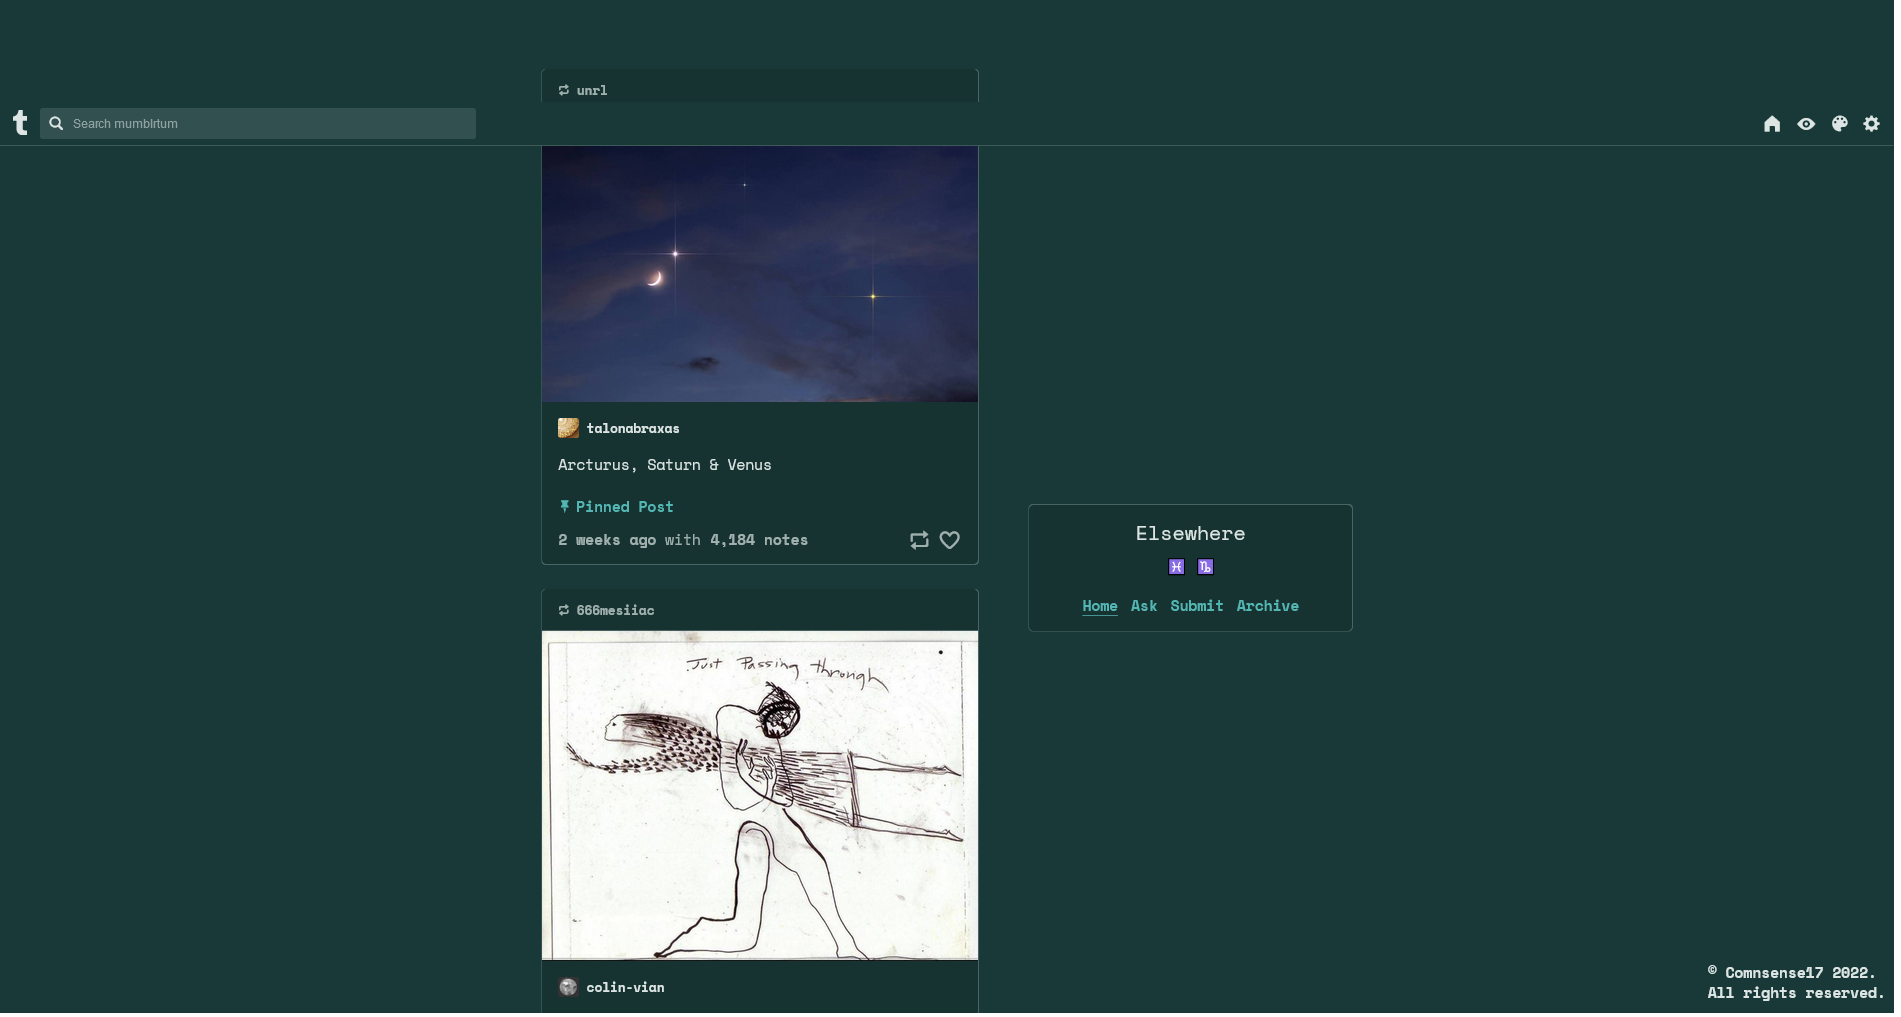 unrl
t
Search mumblrtum
talonabraxas
Arcturus, Saturn & Venus
Pinned Post
2 weeks ago with 4,184 notes
Elsewhere
♓ ♑
Home Ask Submit Archive
666mesiiac
Just Passing through
colin-vian
© Comnsense17 2022.
All rights reserved.